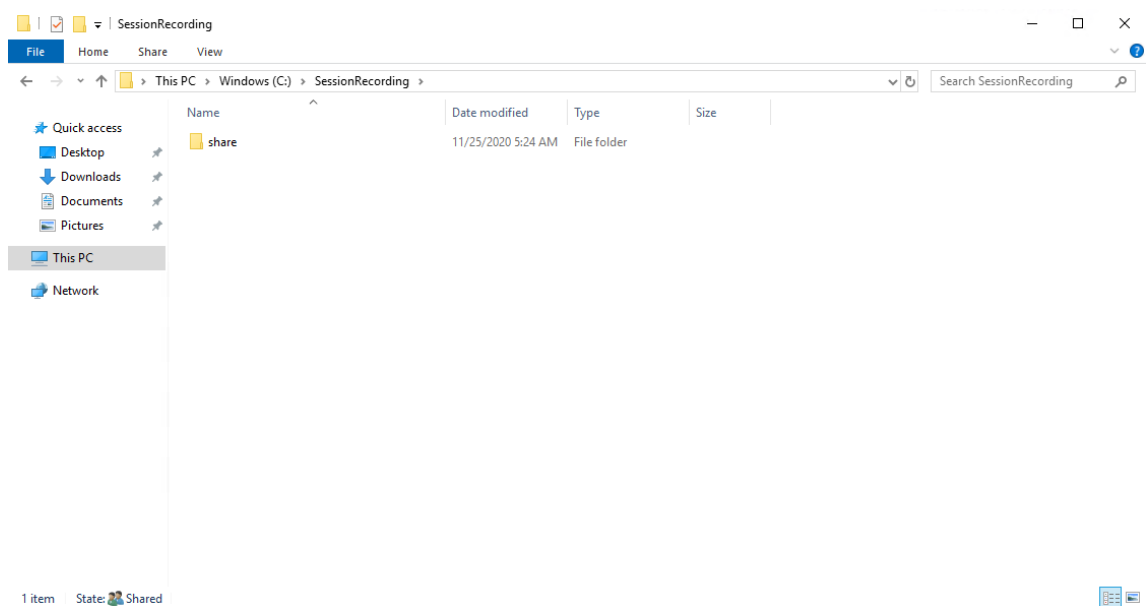 SessionRecording
File Home Share View
This PC > Windows (C:) > SessionRecording >
Search SessionRecording
Name Date modified Type Size
Quick access
share 11/25/2020 5:24 AM File folder
Desktop
Downloads
Documents
Pictures
This PC
Network
1 item State: Shared